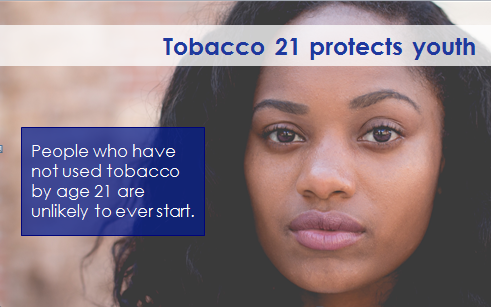 Tobacco 21 protects youth
People who have
not used tobacco
by age 21 are
unlikely to ever start.